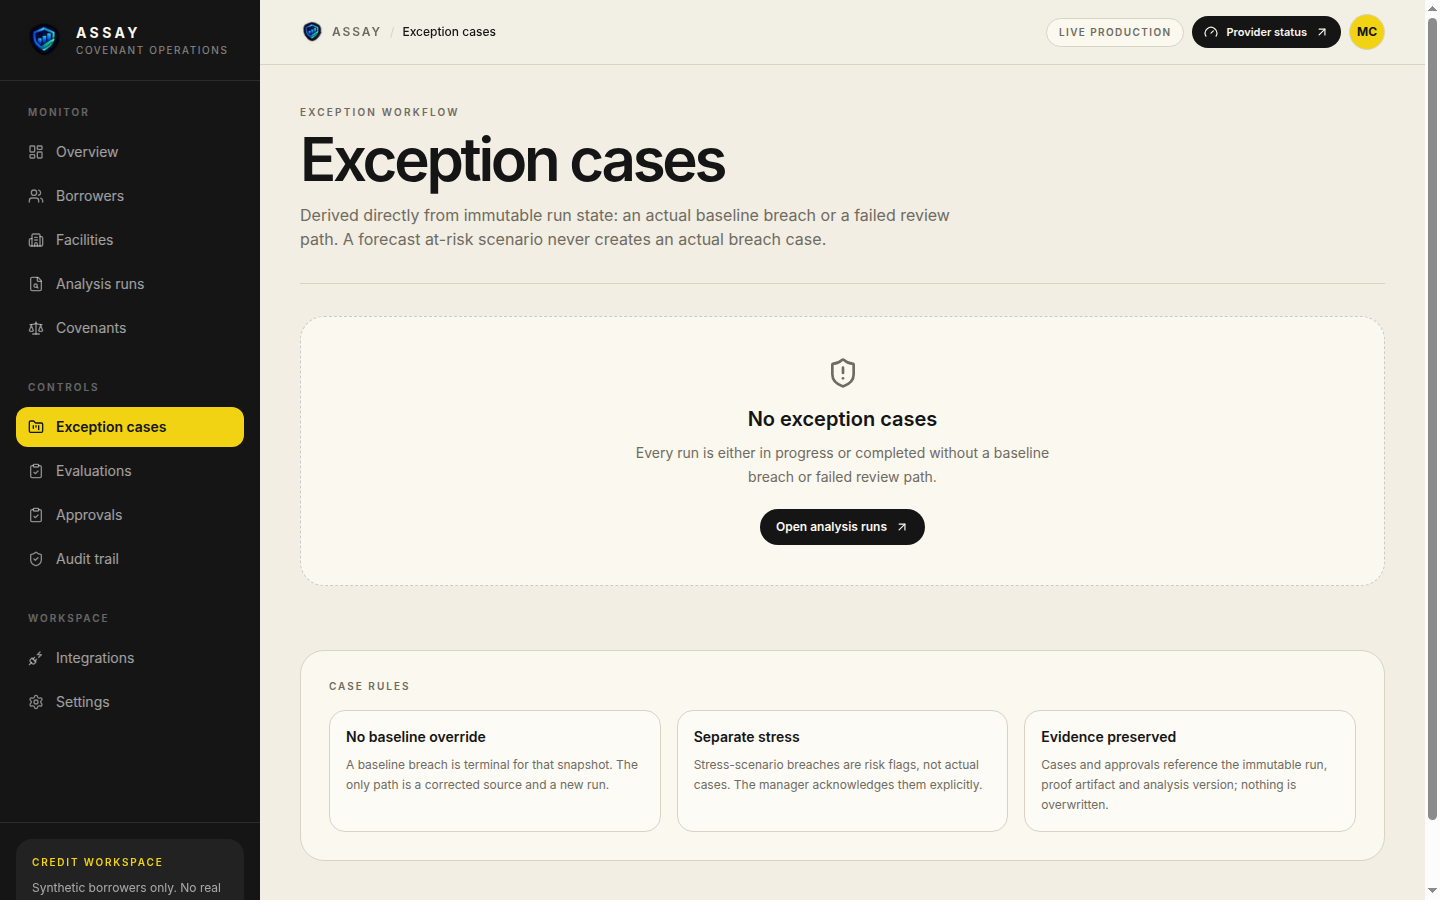 ASSAY
COVENANT OPERATIONS
MONITOR
Overview
Borrowers
Facilities
Analysis runs
Covenants
CONTROLS
Exception cases
Evaluations
Approvals
Audit trail
WORKSPACE
Integrations
Settings
CREDIT WORKSPACE
Synthetic borrowers only. No real
ASSAY / Exception cases
LIVE PRODUCTION
Provider status
MC
EXCEPTION WORKFLOW
Exception cases
Derived directly from immutable run state: an actual baseline breach or a failed review
path. A forecast at-risk scenario never creates an actual breach case.
No exception cases
Every run is either in progress or completed without a baseline
breach or failed review path.
Open analysis runs
CASE RULES
No baseline override
A baseline breach is terminal for that snapshot. The
only path is a corrected source and a new run.
Separate stress
Stress-scenario breaches are risk flags, not actual
cases. The manager acknowledges them explicitly.
Evidence preserved
Cases and approvals reference the immutable run,
proof artifact and analysis version; nothing is
overwritten.